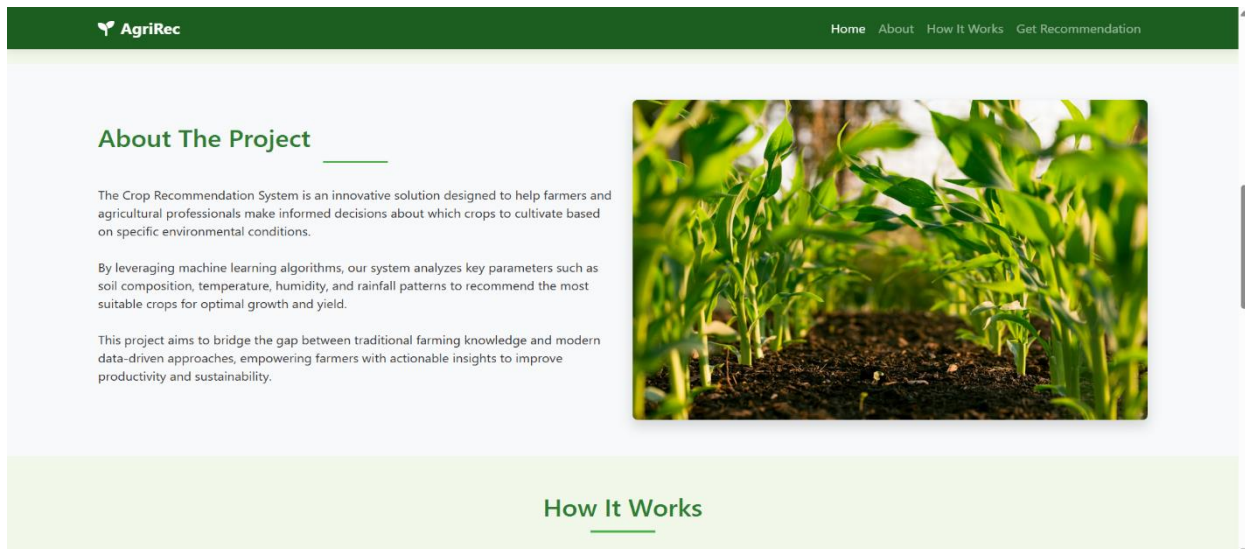 AgriRec
Home About How It Works Get Recommendation
About The Project
The Crop Recommendation System is an innovative solution designed to help farmers and
agricultural professionals make informed decisions about which crops to cultivate based
on specific environmental conditions.
By leveraging machine learning algorithms, our system analyzes key parameters such as
soil composition, temperature, humidity, and rainfall patterns to recommend the most
suitable crops for optimal growth and yield.
This project aims to bridge the gap between traditional farming knowledge and modern
data-driven approaches, empowering farmers with actionable insights to improve
productivity and sustainability.
How It Works